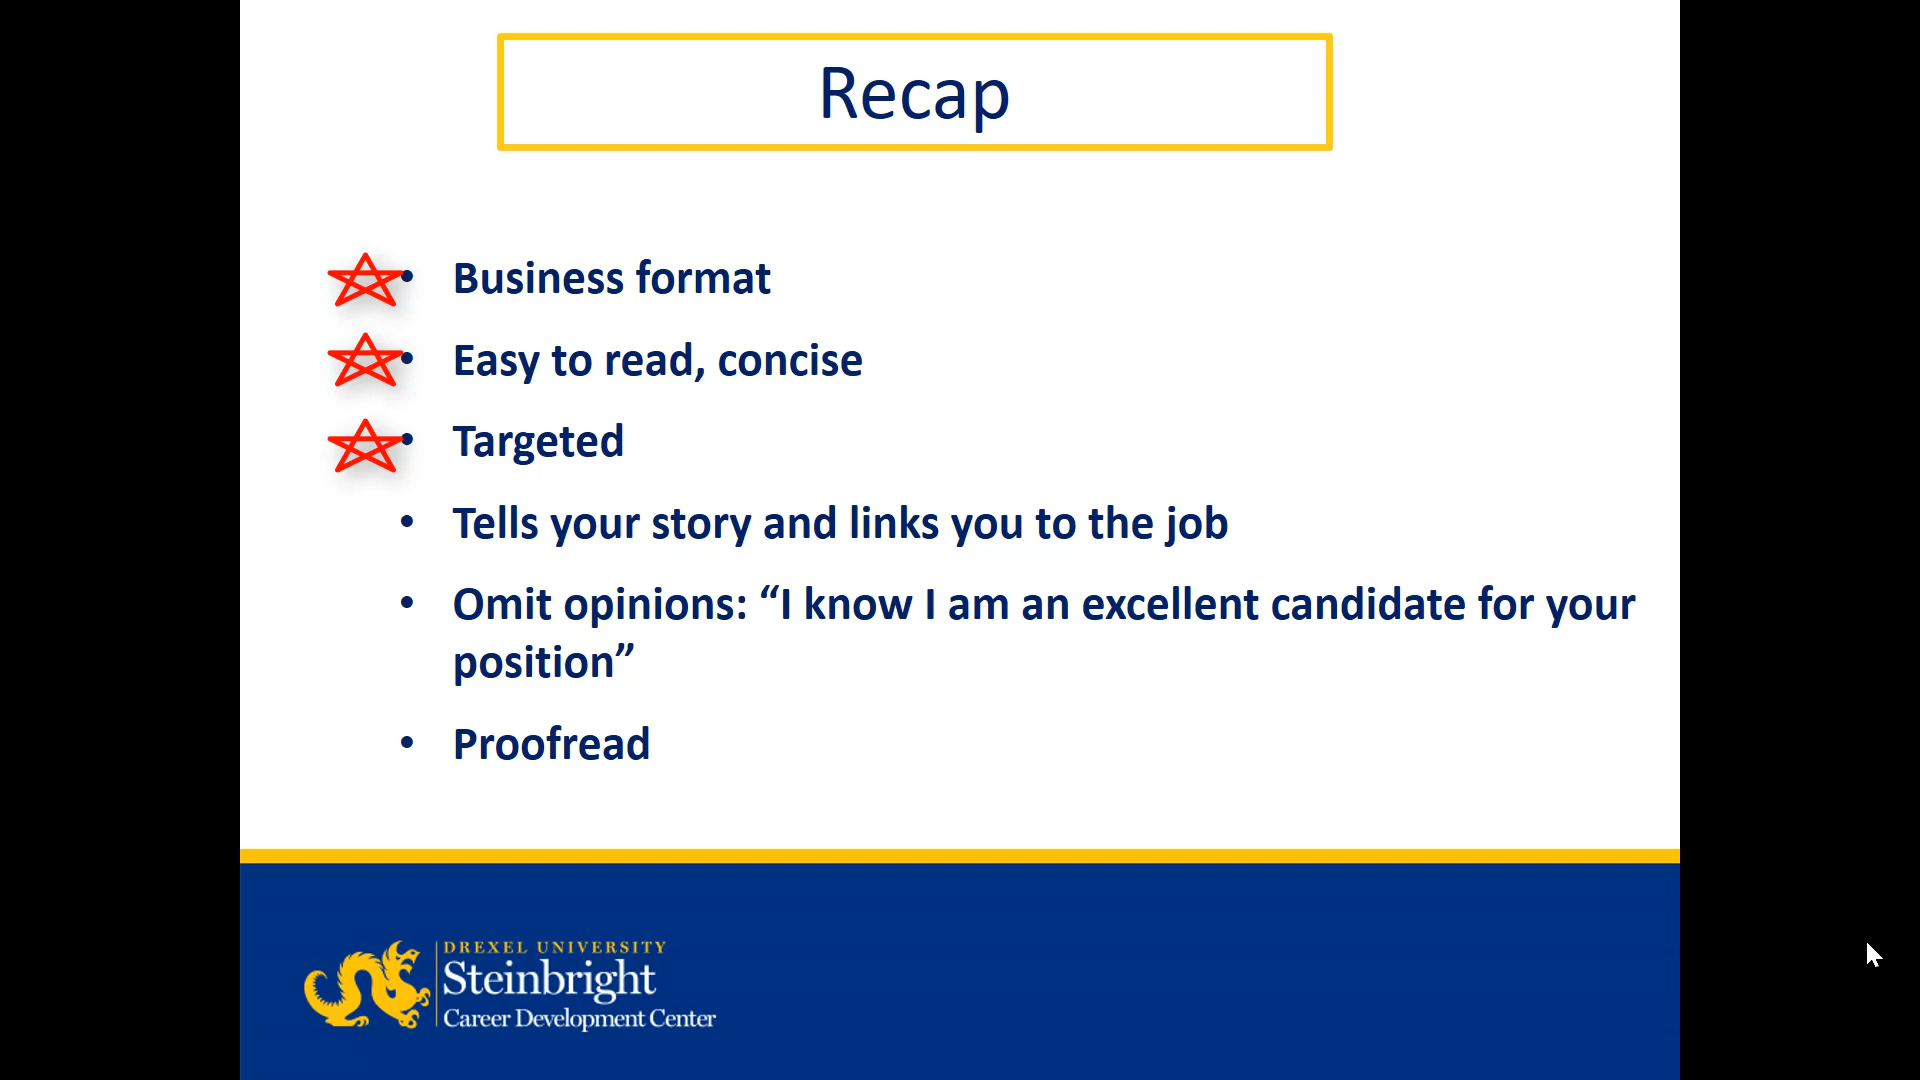 Recap
• Business format
• Easy to read, concise
• Targeted
• Tells your story and links you to the job
• Omit opinions: “I know I am an excellent candidate for your
position”
• Proofread
DREXEL UNIVERSITY
Steinbright
Career Development Center